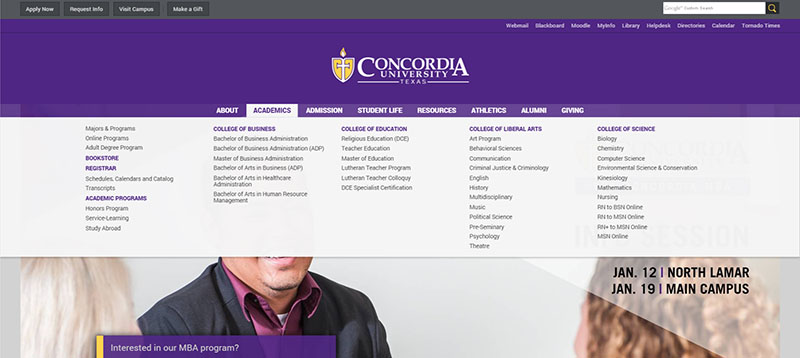 Apply Now
Request Info
Visit Campus
Make a Gift
Google™ Custom Search
Webmail Blackboard Moodle MyInfo Library Helpdesk Directories Calendar Tornado Times
CONCORDIA
UNIVERSITY
TEXAS
ABOUT ACADEMICS ADMISSION STUDENT LIFE RESOURCES ATHLETICS ALUMNI GIVING
Majors & Programs
Online Programs
Adult Degree Program
BOOKSTORE
REGISTRAR
Schedules, Calendars and Catalog
Transcripts
ACADEMIC PROGRAMS
Honors Program
Service-Learning
Study Abroad
COLLEGE OF BUSINESS
Bachelor of Business Administration
Bachelor of Business Administration (ADP)
Master of Business Administration
Bachelor of Arts in Business (ADP)
Bachelor of Arts in Healthcare
Administration
Bachelor of Arts in Human Resource
Management
COLLEGE OF EDUCATION
Religious Education (DCE)
Teacher Education
Master of Education
Lutheran Teacher Program
Lutheran Teacher Colloquy
DCE Specialist Certification
COLLEGE OF LIBERAL ARTS
Art Program
Behavioral Sciences
Communication
Criminal Justice & Criminology
English
History
Multidisciplinary
Music
Political Science
Pre-Seminary
Psychology
Theatre
COLLEGE OF SCIENCE
Biology
Chemistry
Computer Science
Environmental Science & Conservation
Kinesiology
Mathematics
Nursing
RN to BSN Online
RN to MSN Online
RN+ to MSN Online
MSN Online
INFO SESSION
JAN. 12 | NORTH LAMAR
JAN. 19 | MAIN CAMPUS
Interested in our MBA program?